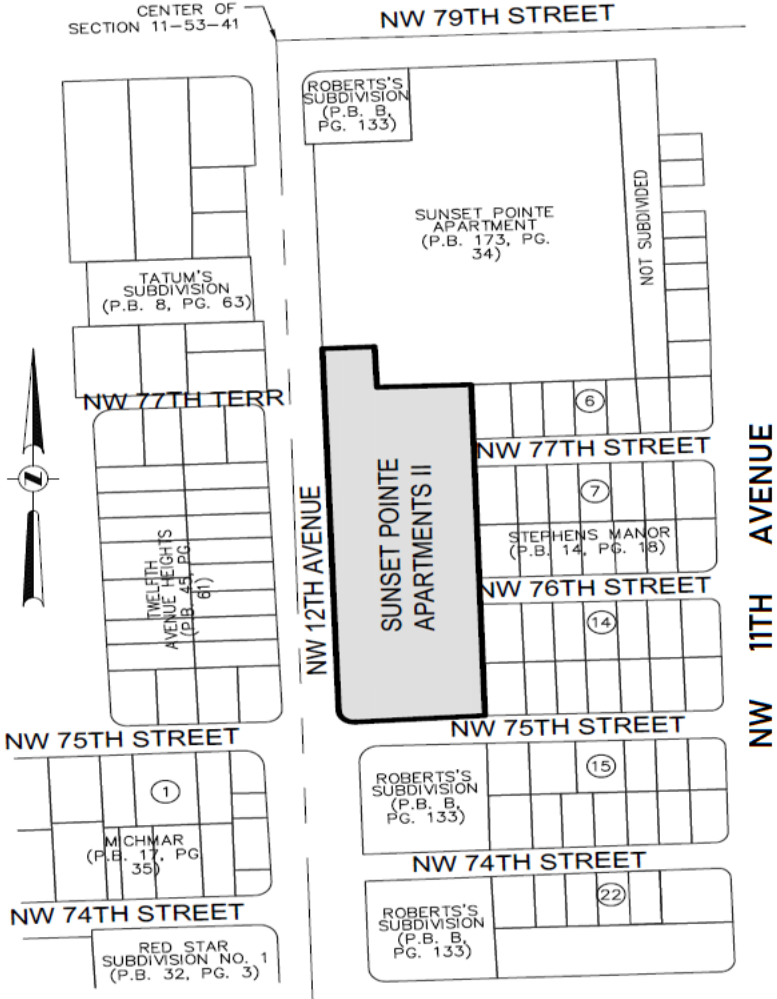 CENTER OF
SECTION 11-53-41
NW 79TH STREET
ROBERTS'S
SUBDIVISION
(P.B. B,
PG. 133)
SUNSET POINTE
APARTMENT
(P.B. 173, PG.
34)
NOT SUBDIVIDED
TATUM'S
SUBDIVISION
(P.B. 8, PG. 63)
NW 77TH TERR
6
NW 77TH STREET
7
STEPHENS MANOR
(P.B. 14, PG. 18)
NW 76TH STREET
14
N
TWELFTH
AVENUE HEIGHTS
(P.B. 45, PG.
61)
NW 12TH AVENUE
SUNSET POINTE
APARTMENTS II
NW 11TH AVENUE
NW 75TH STREET
NW 75TH STREET
1
MICHMAR
(P.B. 17, PG
35)
ROBERTS'S
SUBDIVISION
(P.B. B,
PG. 133)
15
NW 74TH STREET
NW 74TH STREET
22
ROBERTS'S
SUBDIVISION
(P.B. B,
PG. 133)
RED STAR
SUBDIVISION NO. 1
(P.B. 32, PG. 3)